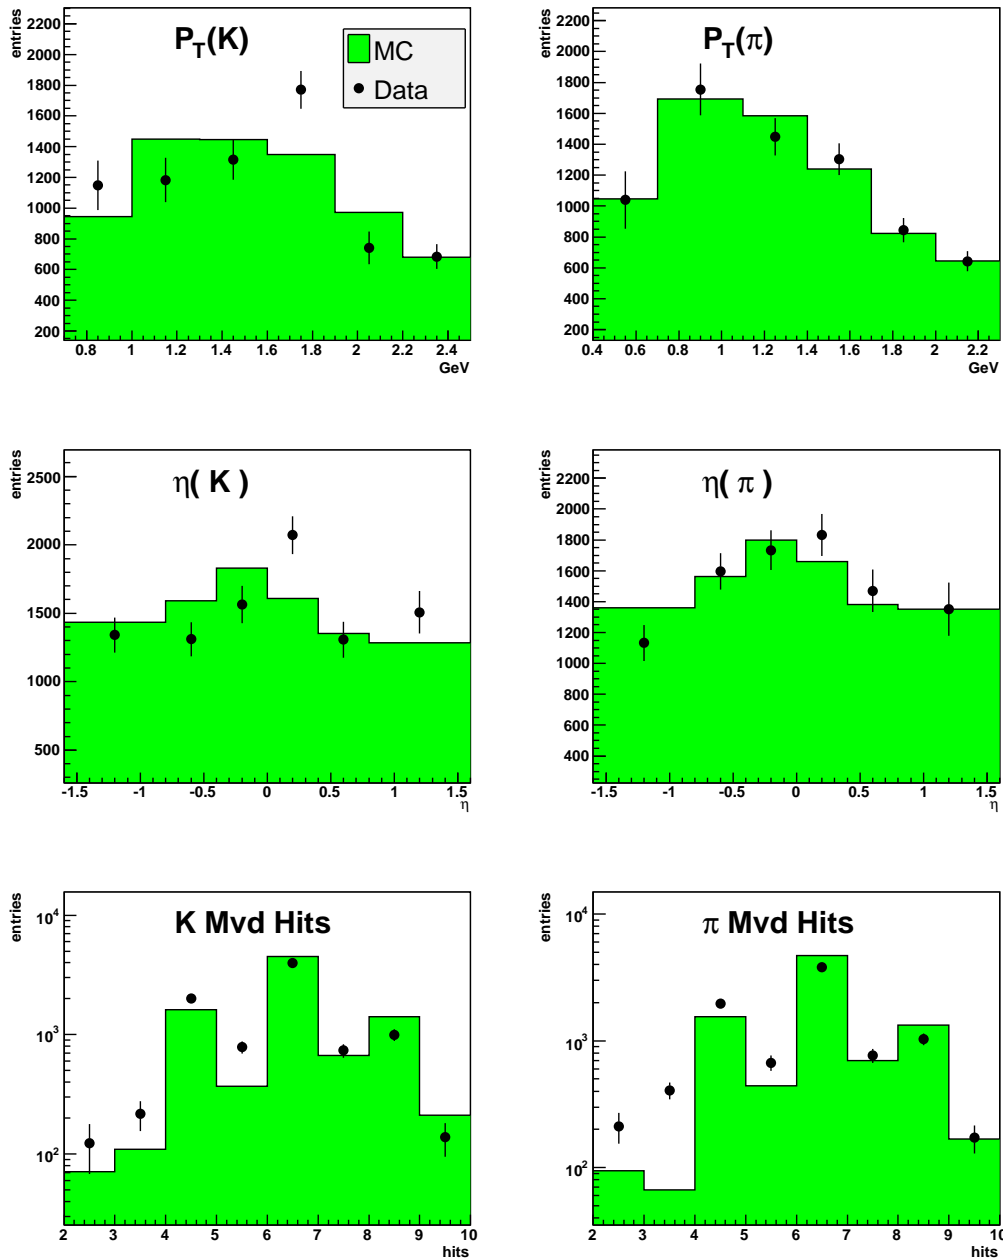 entries
P_T(K)
MC
Data
2200
2000
1800
1600
1400
1200
1000
800
600
400
200
0.8 1 1.2 1.4 1.6 1.8 2 2.2 2.4
GeV
entries
P_T(π)
2200
2000
1800
1600
1400
1200
1000
800
600
400
200
0.4 0.6 0.8 1 1.2 1.4 1.6 1.8 2 2.2
GeV
entries
η( K )
2500
2000
1500
1000
500
-1.5 -1 -0.5 0 0.5 1 1.5
η
entries
η( π )
2200
2000
1800
1600
1400
1200
1000
800
600
400
-1.5 -1 -0.5 0 0.5 1 1.5
η
entries
K Mvd Hits
10^4
10^3
10^2
2 3 4 5 6 7 8 9 10
hits
entries
π Mvd Hits
10^4
10^3
10^2
2 3 4 5 6 7 8 9 10
hits